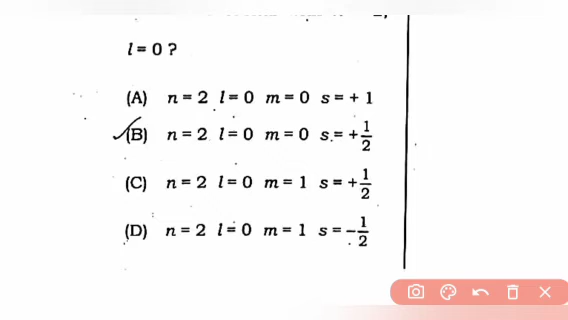 l = 0 ?
(A) n = 2 l = 0 m = 0 s = + 1
(B) n = 2 l = 0 m = 0 s = + 1/2
(C) n = 2 l = 0 m = 1 s = + 1/2
(D) n = 2 l = 0 m = 1 s = - 1/2